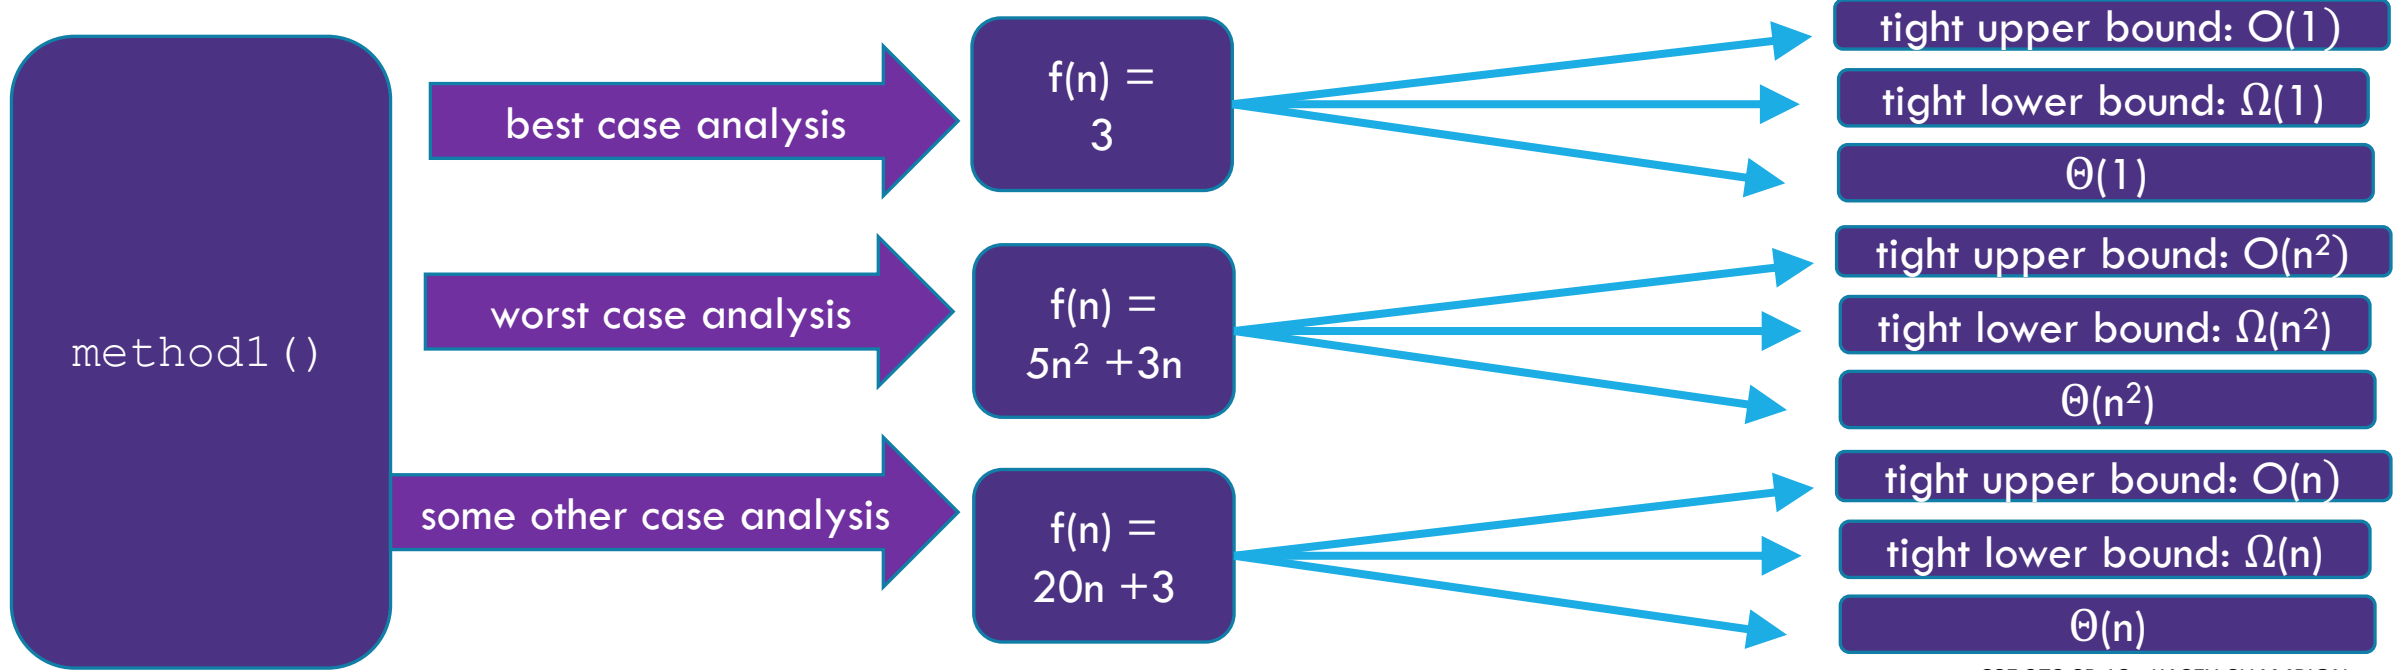 method1()
best case analysis
f(n) =
3
tight upper bound: O(1)
tight lower bound: Ω(1)
Θ(1)
worst case analysis
f(n) =
5n² +3n
tight upper bound: O(n²)
tight lower bound: Ω(n²)
Θ(n²)
some other case analysis
f(n) =
20n +3
tight upper bound: O(n)
tight lower bound: Ω(n)
Θ(n)